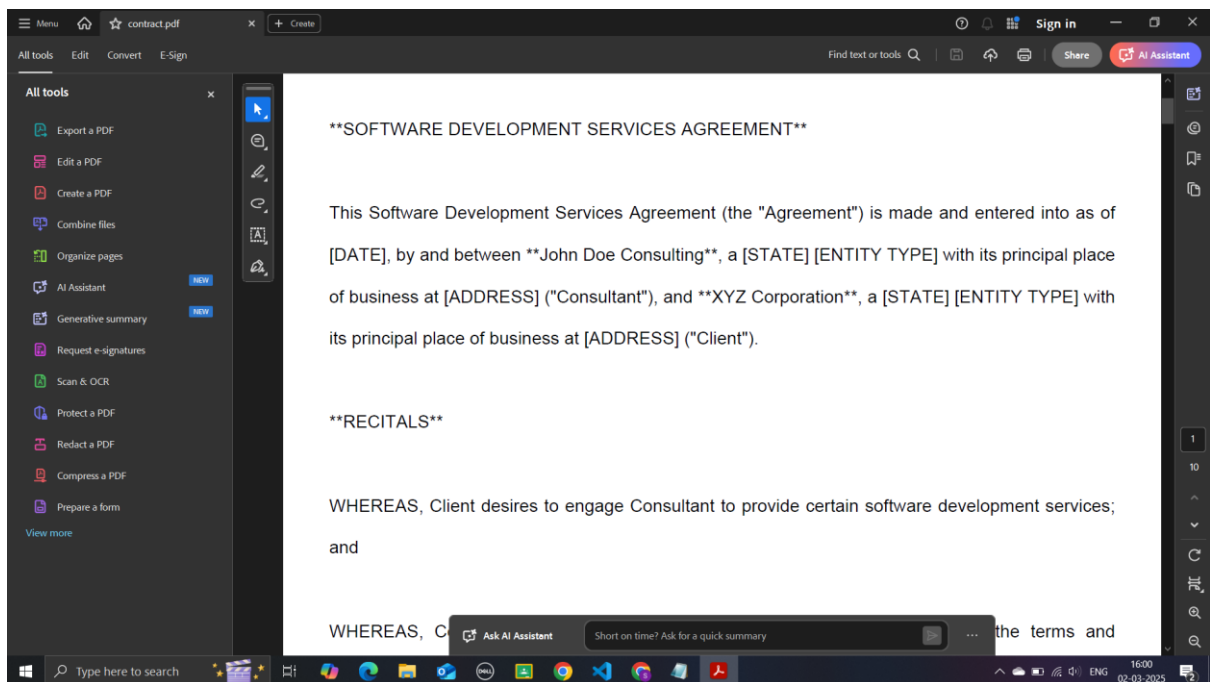 Menu
contract.pdf
× + Create
Sign in
All tools Edit Convert E-Sign
Find text or tools
Share
AI Assistant
All tools
×
Export a PDF
Edit a PDF
Create a PDF
Combine files
Organize pages
AI Assistant NEW
Generative summary NEW
Request e-signatures
Scan & OCR
Protect a PDF
Redact a PDF
Compress a PDF
Prepare a form
View more
**SOFTWARE DEVELOPMENT SERVICES AGREEMENT**
This Software Development Services Agreement (the "Agreement") is made and entered into as of
[DATE], by and between **John Doe Consulting**, a [STATE] [ENTITY TYPE] with its principal place
of business at [ADDRESS] ("Consultant"), and **XYZ Corporation**, a [STATE] [ENTITY TYPE] with
its principal place of business at [ADDRESS] ("Client").
**RECITALS**
WHEREAS, Client desires to engage Consultant to provide certain software development services;
and
WHEREAS, C the terms and
Ask AI Assistant Short on time? Ask for a quick summary
1
10
Type here to search
DELL
ENG
16:00
02-03-2025
2